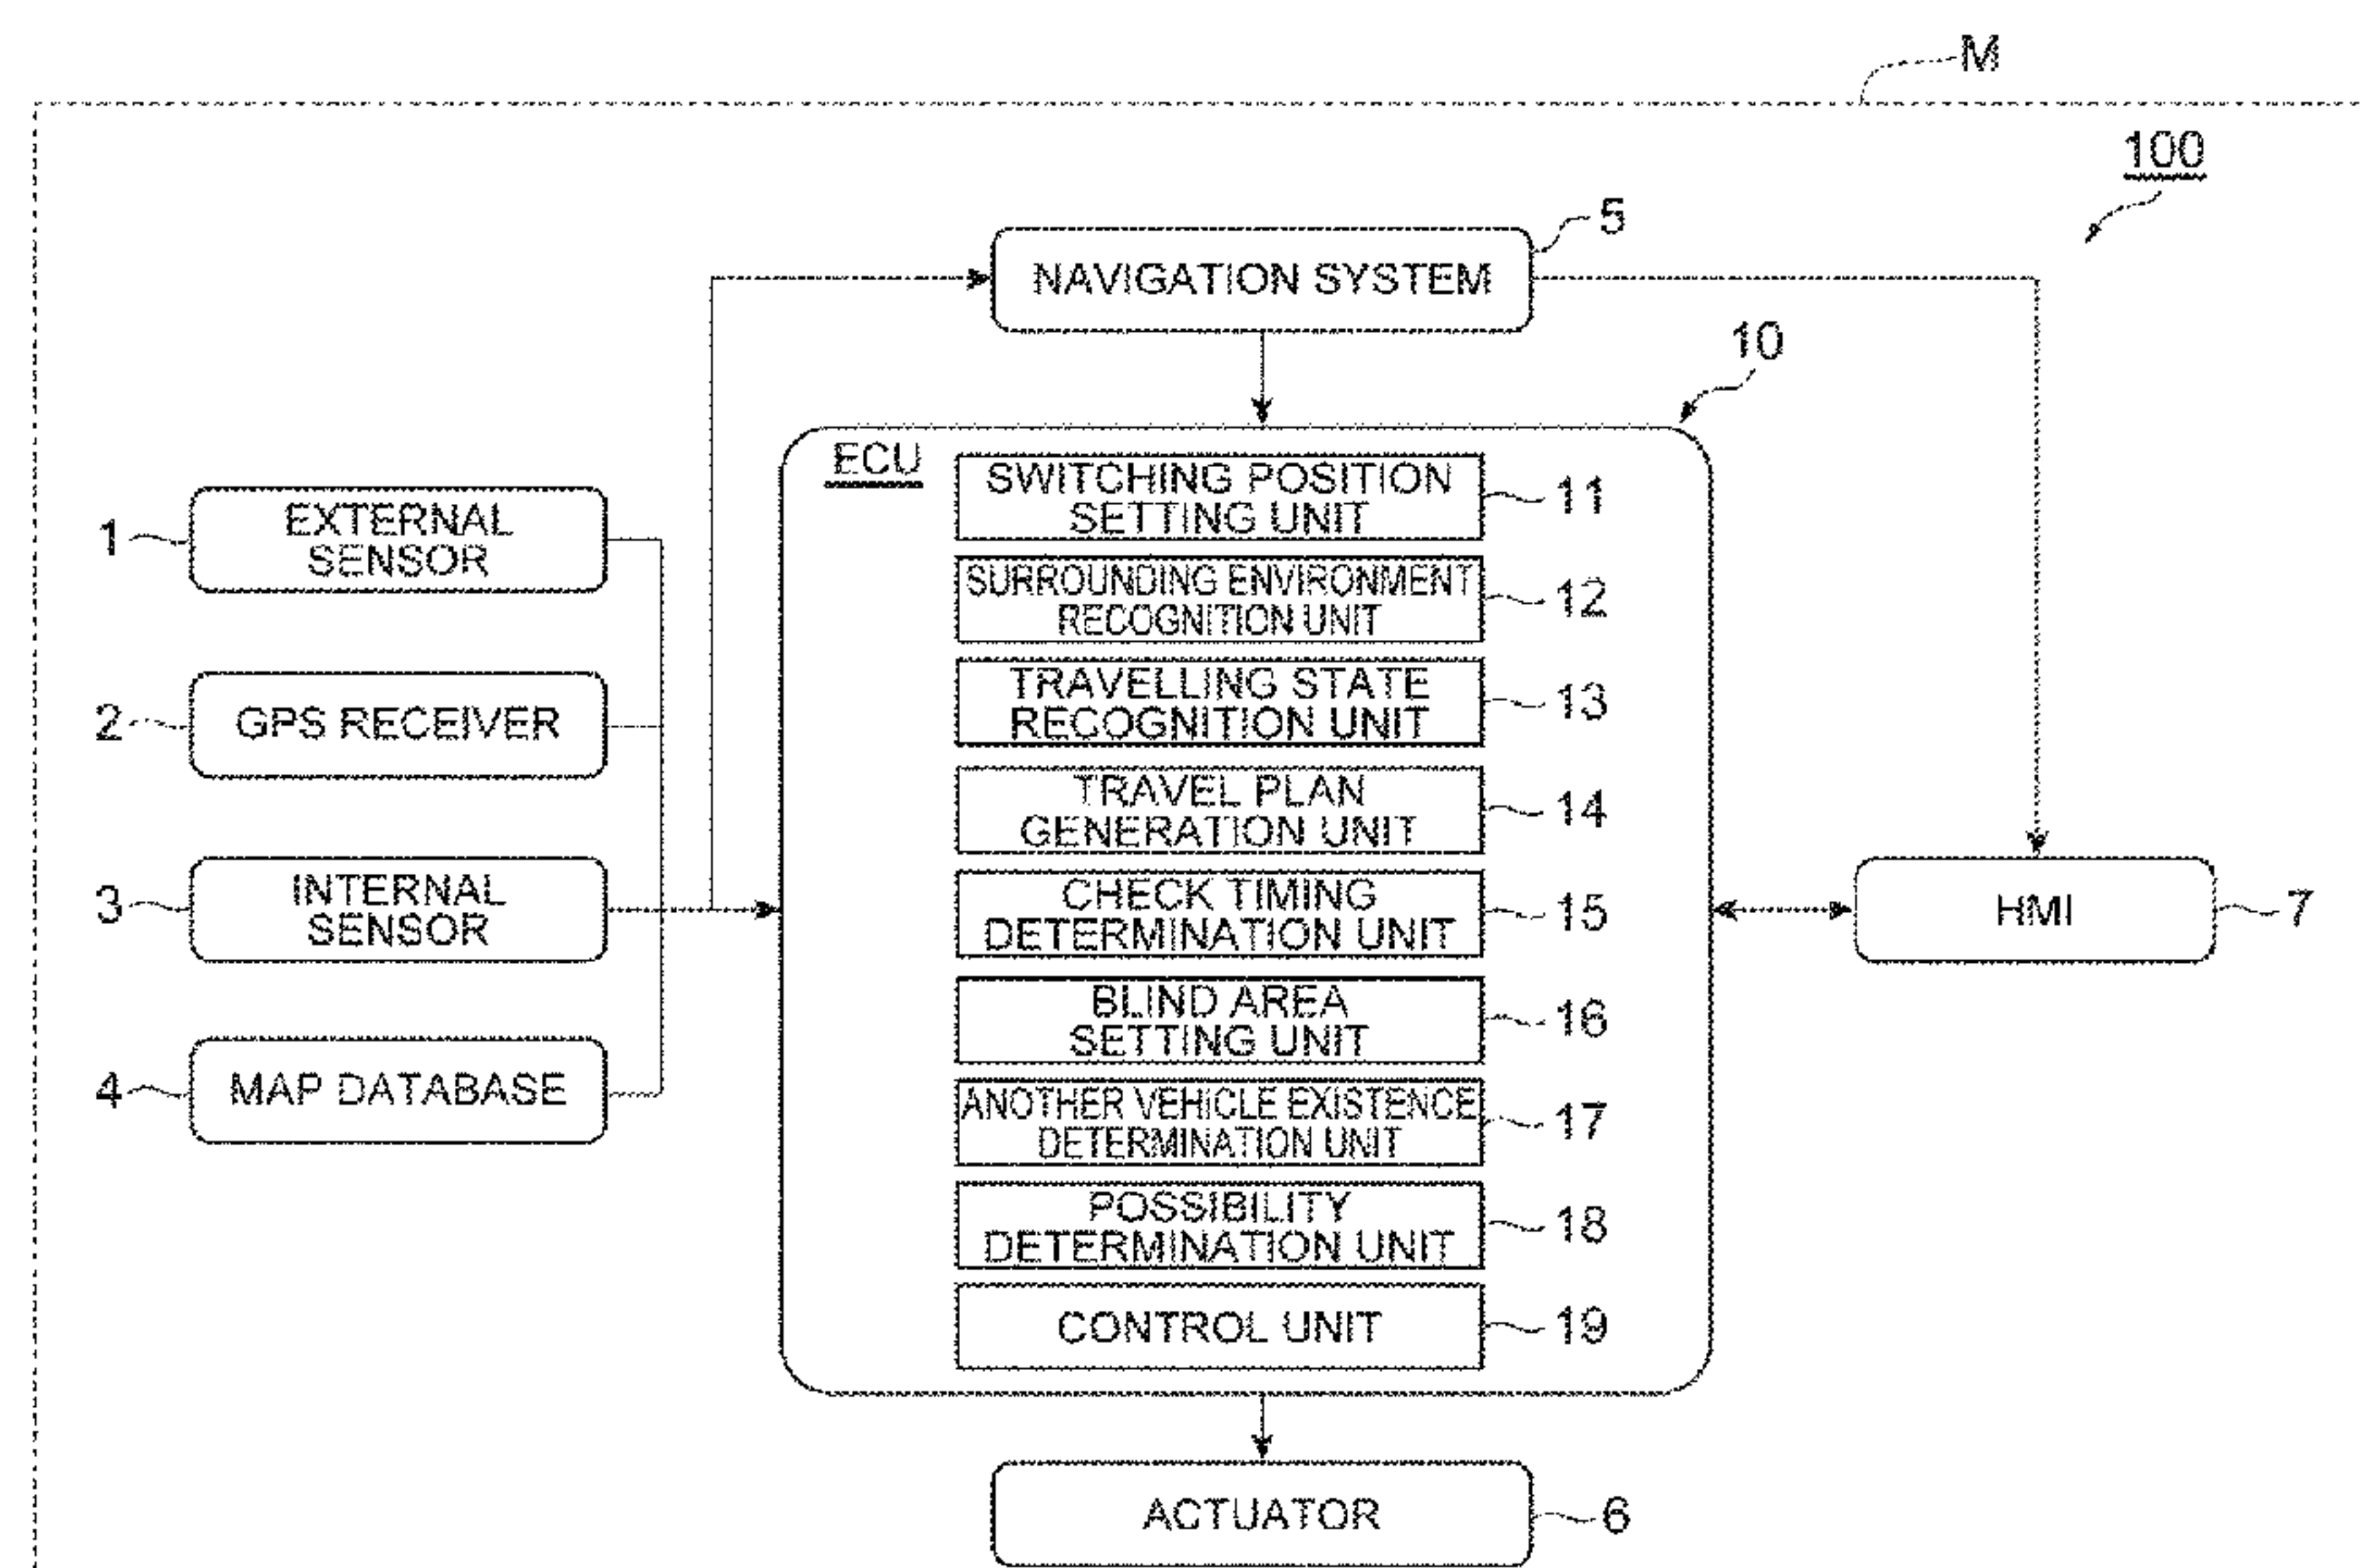 M
100
NAVIGATION SYSTEM
5
10
ECU
SWITCHING POSITION
SETTING UNIT
11
SURROUNDING ENVIRONMENT
RECOGNITION UNIT
12
TRAVELLING STATE
RECOGNITION UNIT
13
TRAVEL PLAN
GENERATION UNIT
14
CHECK TIMING
DETERMINATION UNIT
15
BLIND AREA
SETTING UNIT
16
ANOTHER VEHICLE EXISTENCE
DETERMINATION UNIT
17
POSSIBILITY
DETERMINATION UNIT
18
CONTROL UNIT
19
1
EXTERNAL
SENSOR
2
GPS RECEIVER
3
INTERNAL
SENSOR
4
MAP DATABASE
HMI
7
ACTUATOR
6